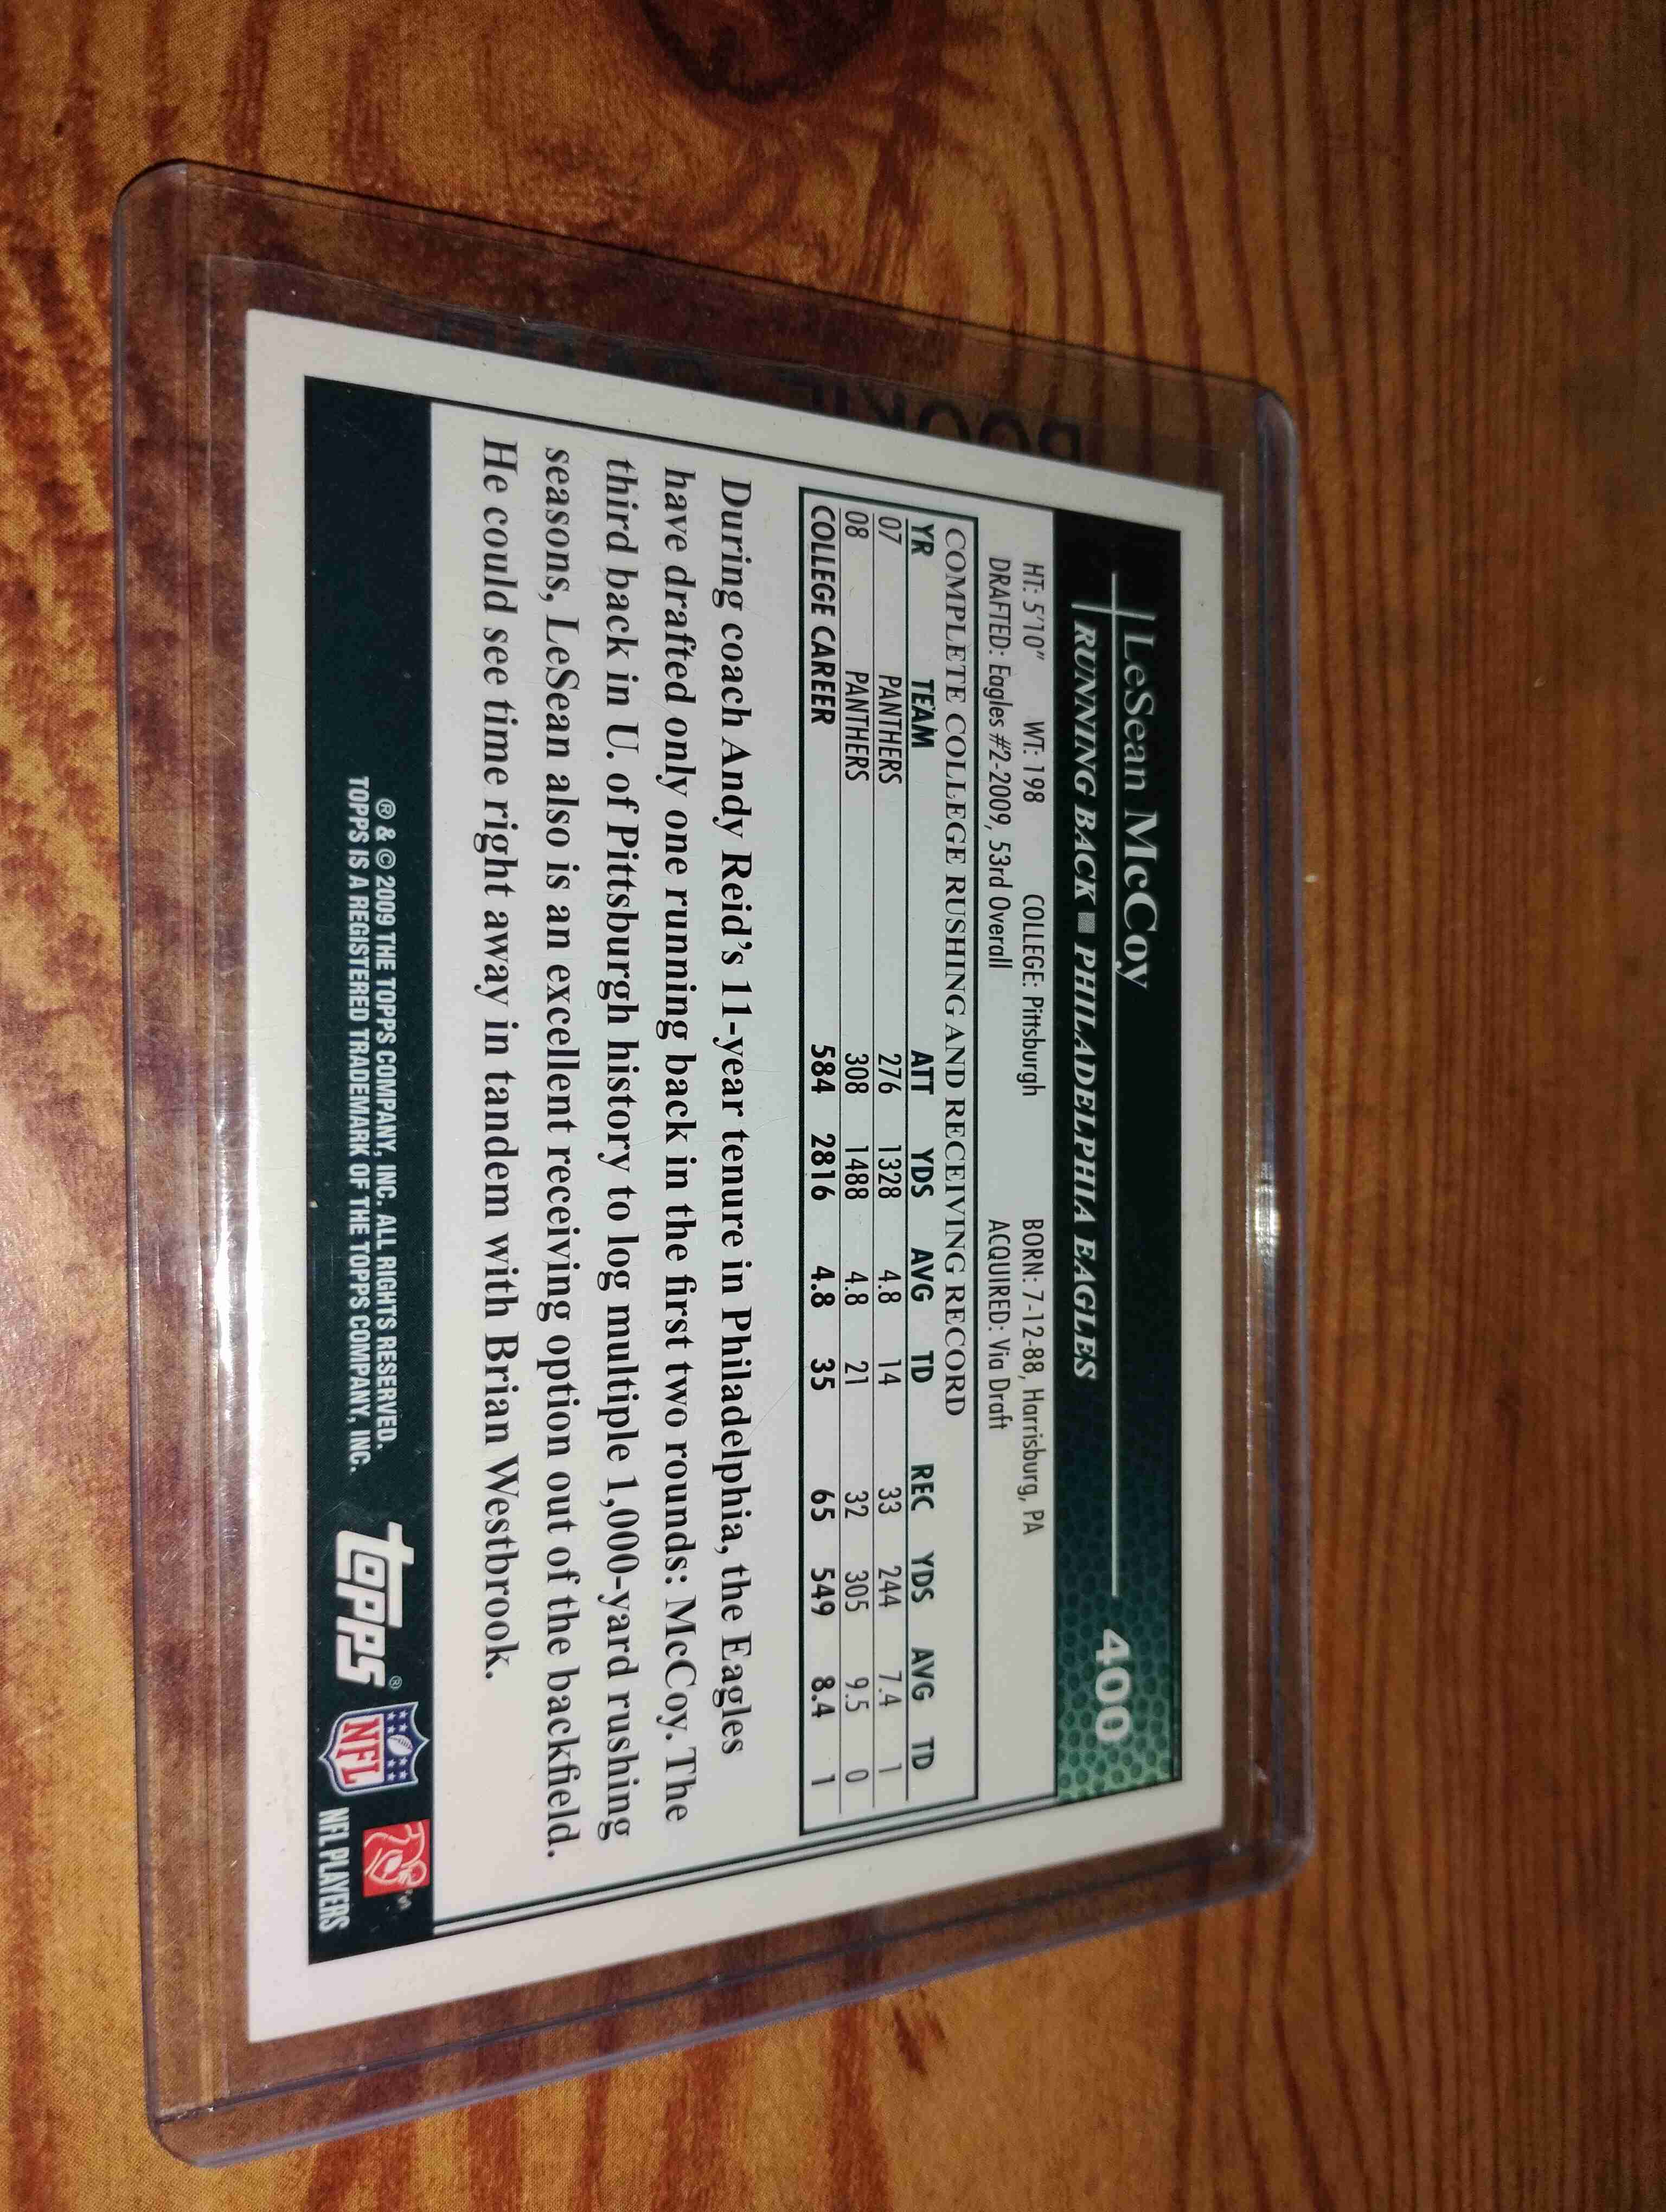 LeSean McCoy
400
RUNNING BACK ■ PHILADELPHIA EAGLES
HT: 5'10" WT: 198 COLLEGE: Pittsburgh BORN: 7-12-88, Harrisburg, PA
DRAFTED: Eagles #2-2009, 53rd Overall ACQUIRED: Via Draft
COMPLETE COLLEGE RUSHING AND RECEIVING RECORD
YR TEAM ATT YDS AVG TD REC YDS AVG TD
07 PANTHERS 276 1328 4.8 14 33 244 7.4 1
08 PANTHERS 308 1488 4.8 21 32 305 9.5 0
COLLEGE CAREER 584 2816 4.8 35 65 549 8.4 1
During coach Andy Reid's 11-year tenure in Philadelphia, the Eagles
have drafted only one running back in the first two rounds: McCoy. The
third back in U. of Pittsburgh history to log multiple 1,000-yard rushing
seasons, LeSean also is an excellent receiving option out of the backfield.
He could see time right away in tandem with Brian Westbrook.
® & © 2009 THE TOPPS COMPANY, INC. ALL RIGHTS RESERVED.
TOPPS IS A REGISTERED TRADEMARK OF THE TOPPS COMPANY, INC.
topps®
NFL
NFL PLAYERS